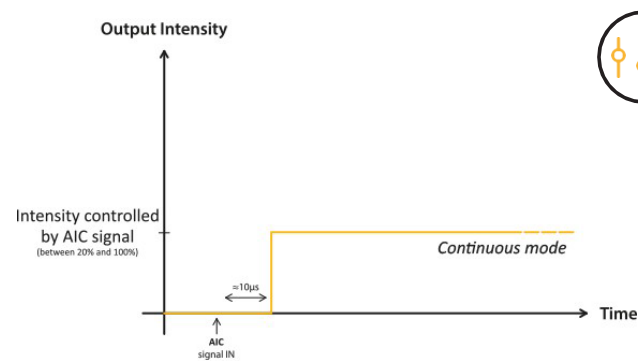 Output Intensity
Intensity controlled
by AIC signal
(between 20% and 100%)
Continuous mode
≈10µs
Time
AIC
signal IN